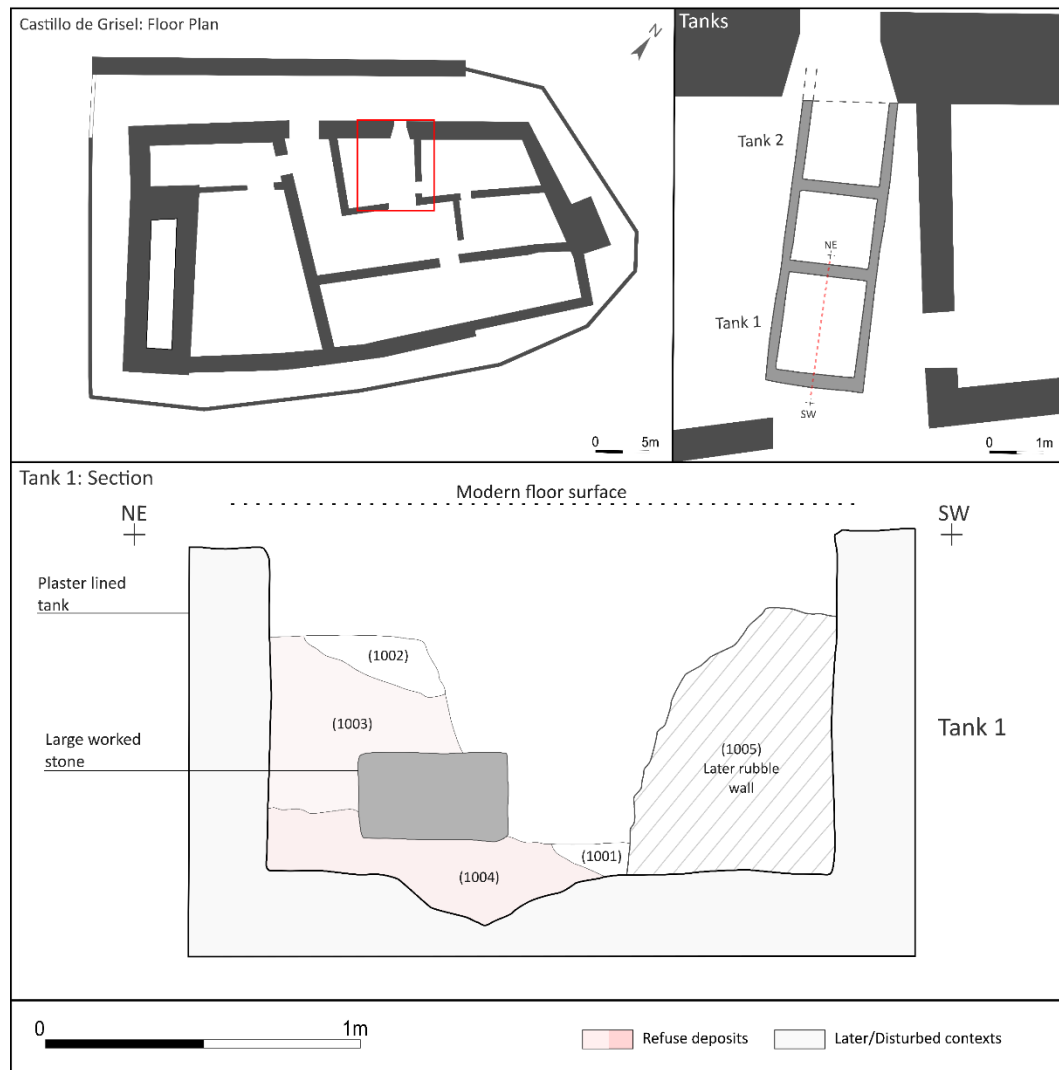 Castillo de Grisel: Floor Plan
N
0 5m
Tanks
Tank 2
NE
Tank 1
SW
0 1m
Tank 1: Section
Modern floor surface
NE
SW
Plaster lined
tank
(1002)
(1003)
Large worked
stone
(1005)
Later rubble
wall
Tank 1
(1001)
(1004)
0 1m
Refuse deposits
Later/Disturbed contexts